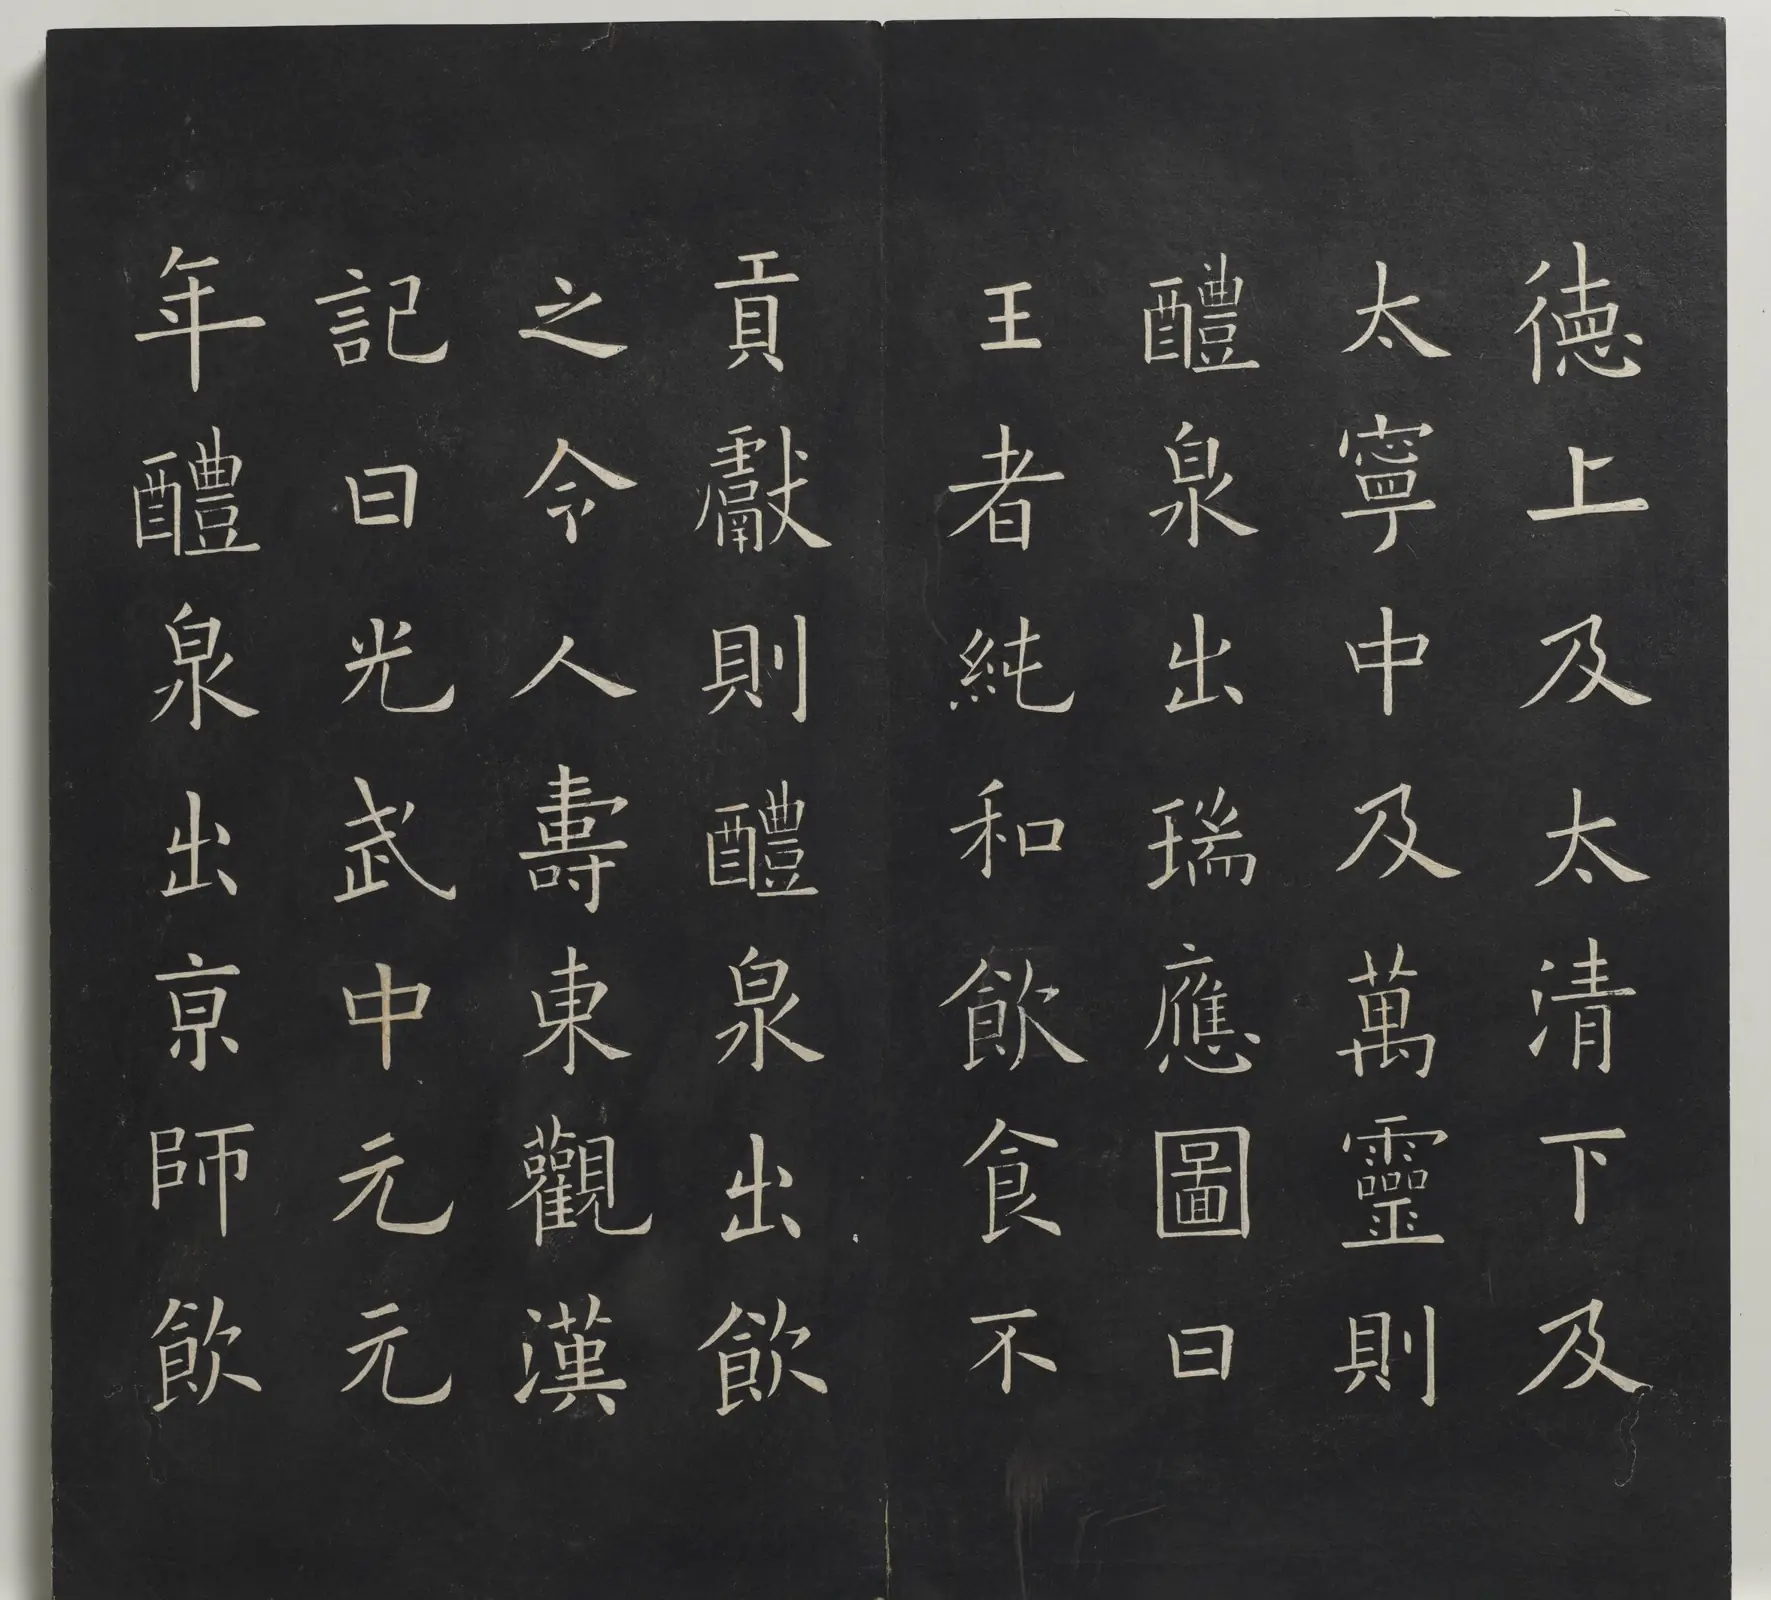 德上及太清下及
太寧中及萬靈則
醴泉出瑞應圖曰
王者純和飲食不
貢獻則醴泉出飲
之令人壽東觀漢
記曰光武中元元
年醴泉出京師飲